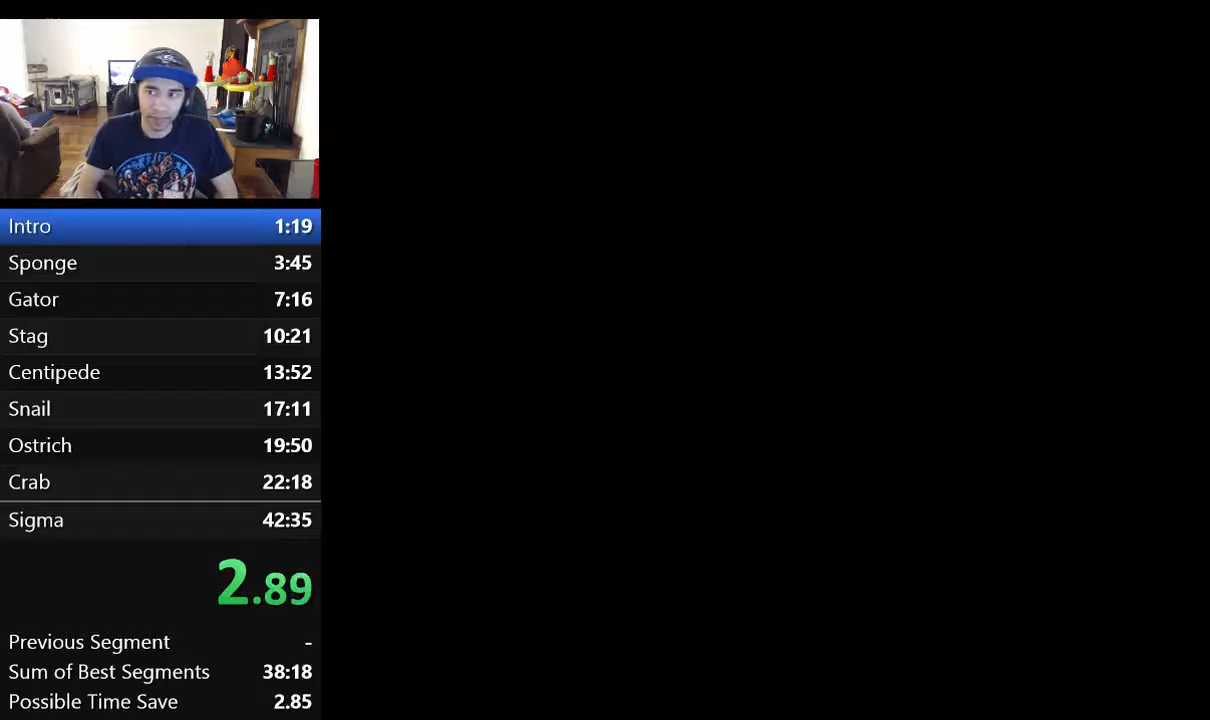 Intro 1:19
Sponge 3:45
Gator 7:16
Stag 10:21
Centipede 13:52
Snail 17:11
Ostrich 19:50
Crab 22:18
Sigma 42:35
2.89
Previous Segment -
Sum of Best Segments 38:18
Possible Time Save 2.85